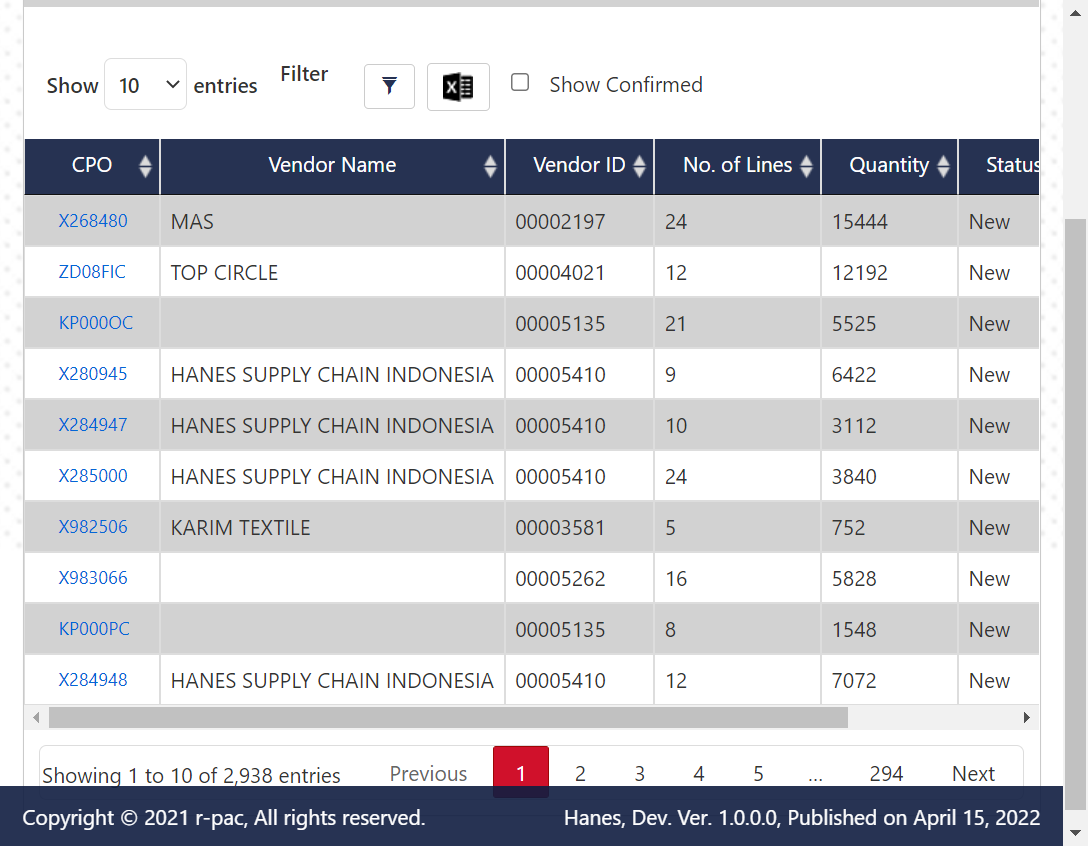 Show 10 entries Filter X Show Confirmed
CPO Vendor Name Vendor ID No. of Lines Quantity Status
X268480 MAS 00002197 24 15444 New
ZD08FIC TOP CIRCLE 00004021 12 12192 New
KP000OC 00005135 21 5525 New
X280945 HANES SUPPLY CHAIN INDONESIA 00005410 9 6422 New
X284947 HANES SUPPLY CHAIN INDONESIA 00005410 10 3112 New
X285000 HANES SUPPLY CHAIN INDONESIA 00005410 24 3840 New
X982506 KARIM TEXTILE 00003581 5 752 New
X983066 00005262 16 5828 New
KP000PC 00005135 8 1548 New
X284948 HANES SUPPLY CHAIN INDONESIA 00005410 12 7072 New
Showing 1 to 10 of 2,938 entries Previous 1 2 3 4 5 ... 294 Next
Copyright © 2021 r-pac, All rights reserved. Hanes, Dev. Ver. 1.0.0.0, Published on April 15, 2022